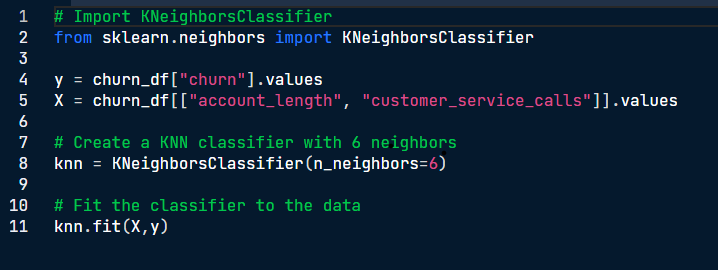 1 # Import KNeighborsClassifier
2 from sklearn.neighbors import KNeighborsClassifier
3
4 y = churn_df["churn"].values
5 X = churn_df[["account_length", "customer_service_calls"]].values
6
7 # Create a KNN classifier with 6 neighbors
8 knn = KNeighborsClassifier(n_neighbors=6)
9
10 # Fit the classifier to the data
11 knn.fit(X,y)